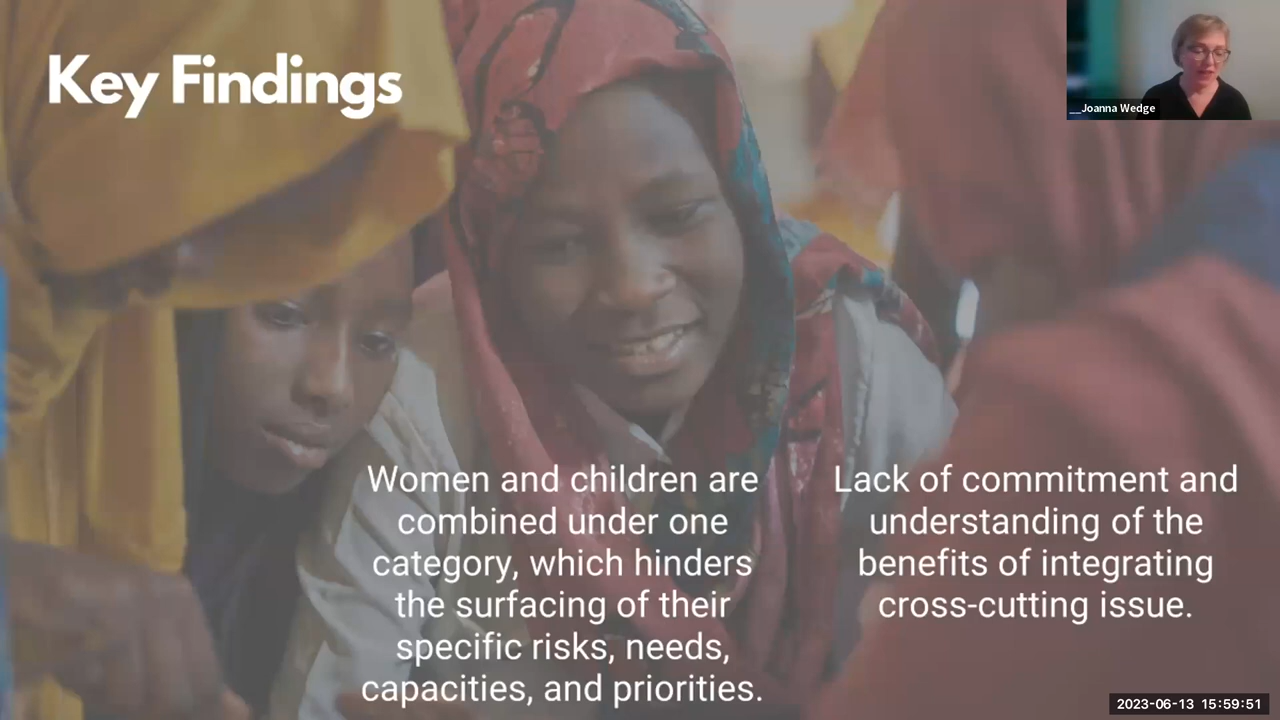 Key Findings
__Joanna Wedge
Women and children are
combined under one
category, which hinders
the surfacing of their
specific risks, needs,
capacities, and priorities.
Lack of commitment and
understanding of the
benefits of integrating
cross-cutting issue.
2023-06-13 15:59:51